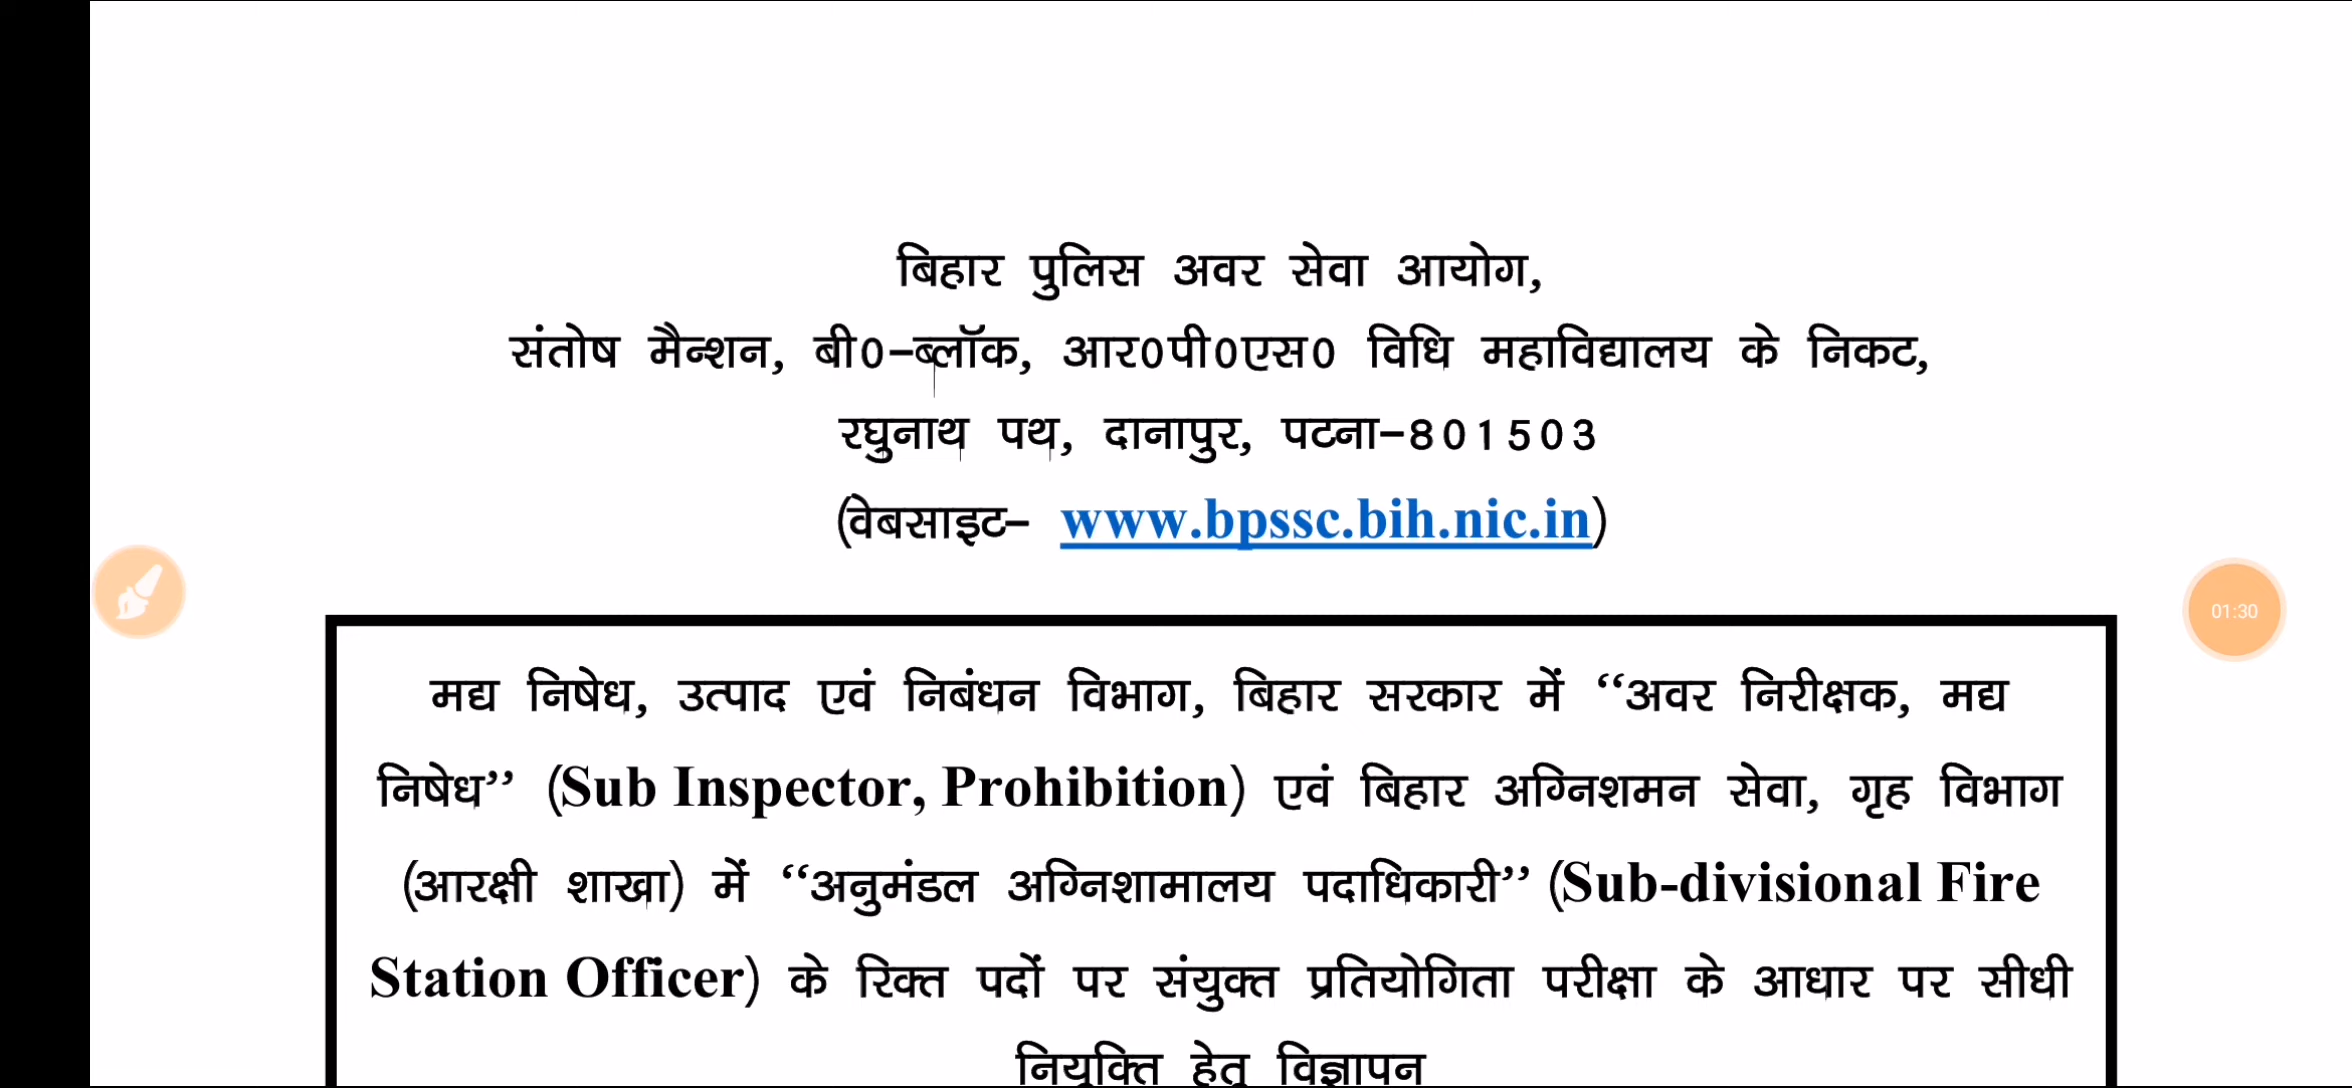 बिहार पुलिस अवर सेवा आयोग,
संतोष मैन्शन, बी0-ब्लॉक, आर0पी0एस0 विधि महाविद्यालय के निकट,
रघुनाथ पथ, दानापुर, पटना-801503
(वेबसाइट- www.bpssc.bih.nic.in)
01:30
मद्य निषेध, उत्पाद एवं निबंधन विभाग, बिहार सरकार में ‘‘अवर निरीक्षक, मद्य
निषेध’’ (Sub Inspector, Prohibition) एवं बिहार अग्निशमन सेवा, गृह विभाग
(आरक्षी शाखा) में ‘‘अनुमंडल अग्निशामालय पदाधिकारी’’ (Sub-divisional Fire
Station Officer) के रिक्त पदों पर संयुक्त प्रतियोगिता परीक्षा के आधार पर सीधी
नियुक्ति हेतु विज्ञापन